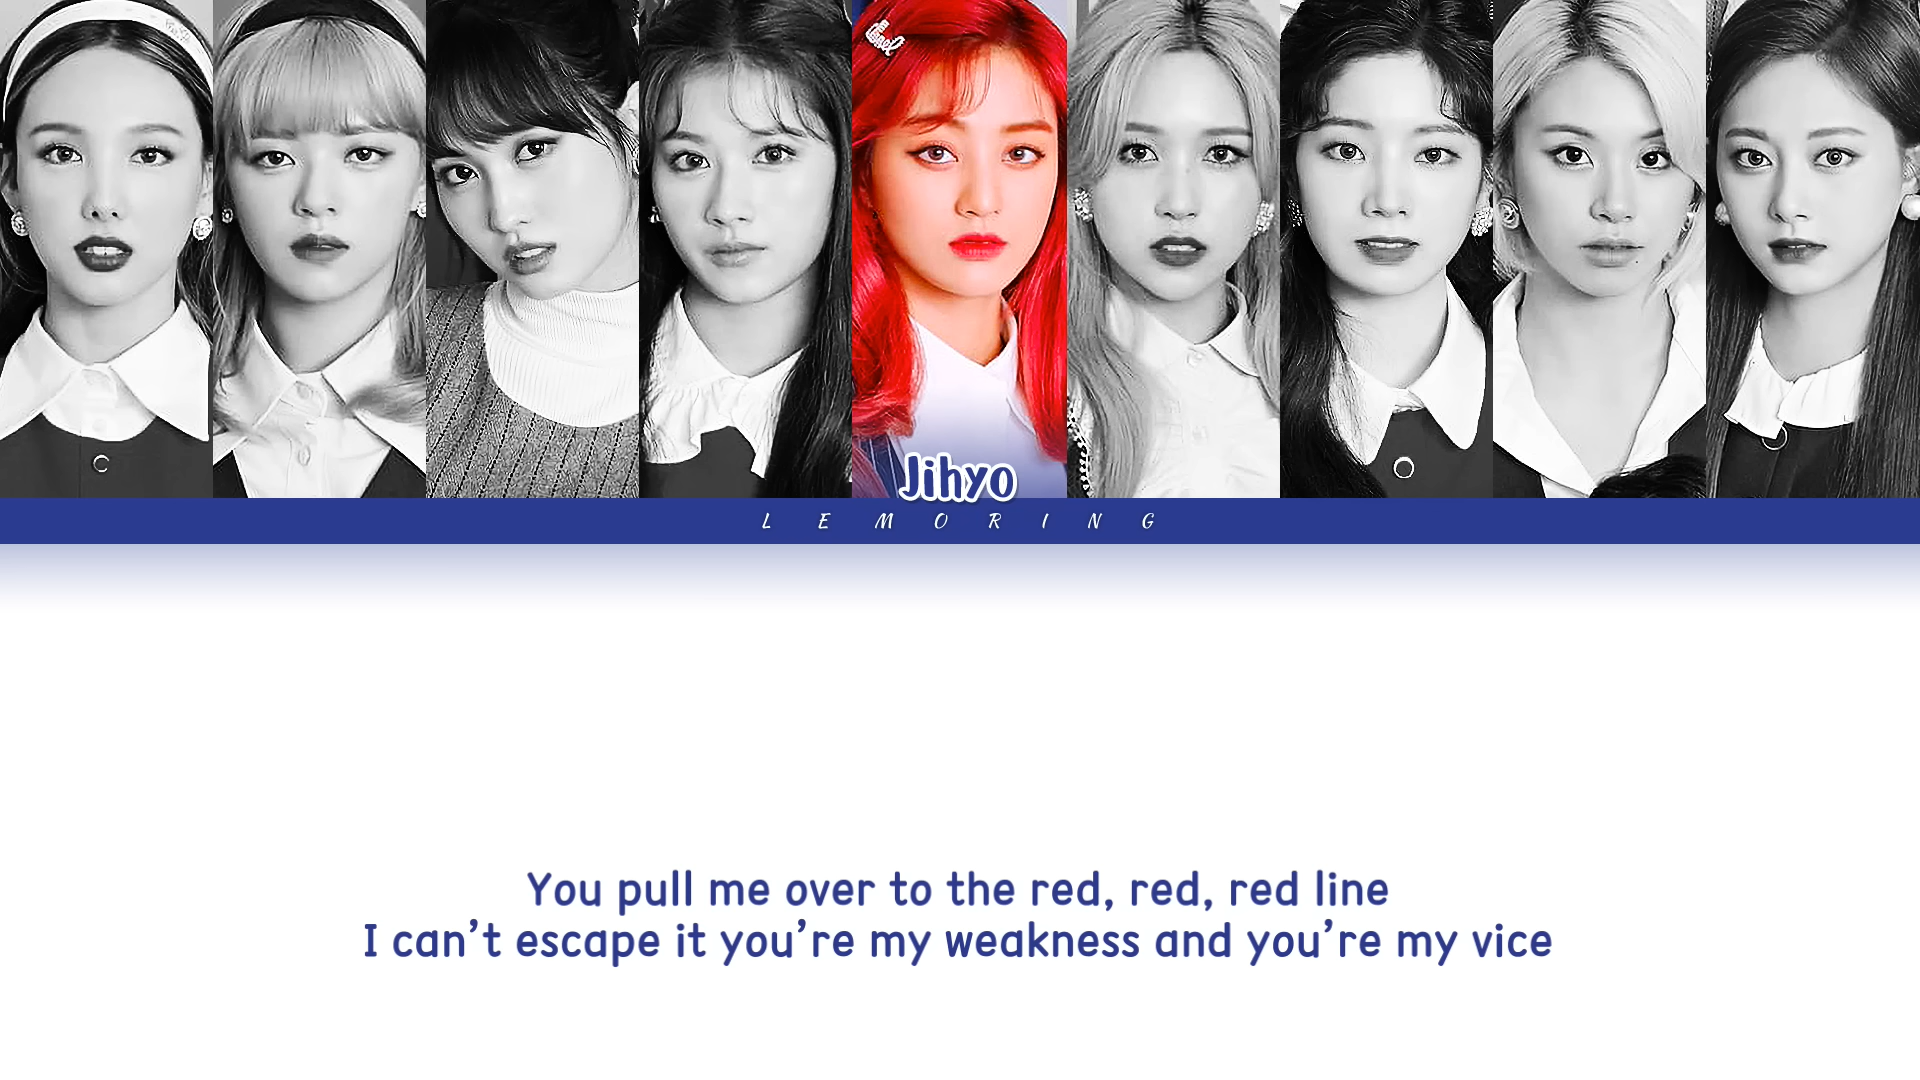 Jihyo
LEMORING
You pull me over to the red, red, red line
I can’t escape it you’re my weakness and you’re my vice